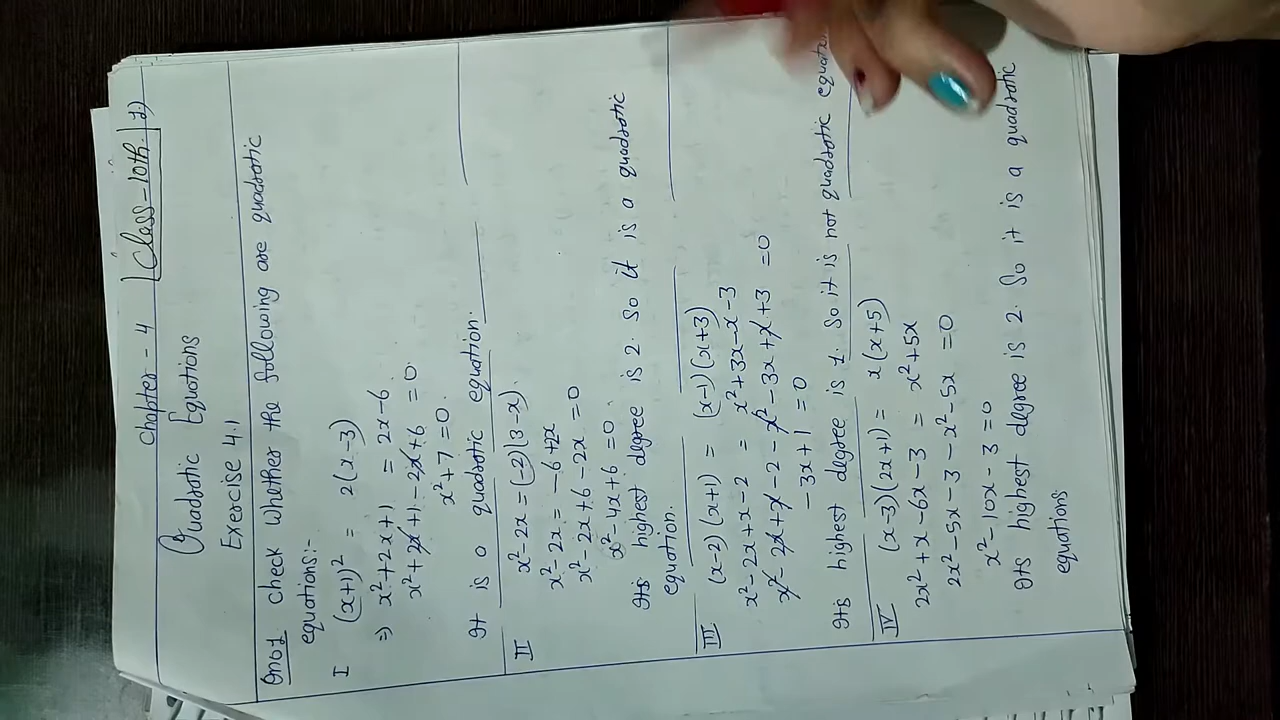 Chapter - 4 Class-10th
Quadratic Equations
Exercise 4.1
Qno1 check whether the following are quadratic
equations:-
I (x+1)² = 2(x-3)
⇒ x²+2x+1 = 2x-6
x²+2x+1-2x+6 = 0
x²+7=0.
It is a quadratic equation.
II x²-2x = (-2)(3-x).
x²-2x = -6+2x
x²-2x+6-2x = 0
x²-4x+6=0.
Its highest degree is 2. So it is a quadratic
equation.
III (x-2)(x+1) = (x-1)(x+3)
x²-2x+x-2 = x²+3x-x-3
x²-2x+x-2-x²-3x+x+3 =0
-3x+1=0
Its highest degree is 1. So it is not quadratic
IV (x-3)(2x+1) = x(x+5)
2x²+x-6x-3 = x²+5x
2x²-5x-3-x²-5x =0
x²-10x-3=0
Its highest degree is 2. So it is a quadratic
equations